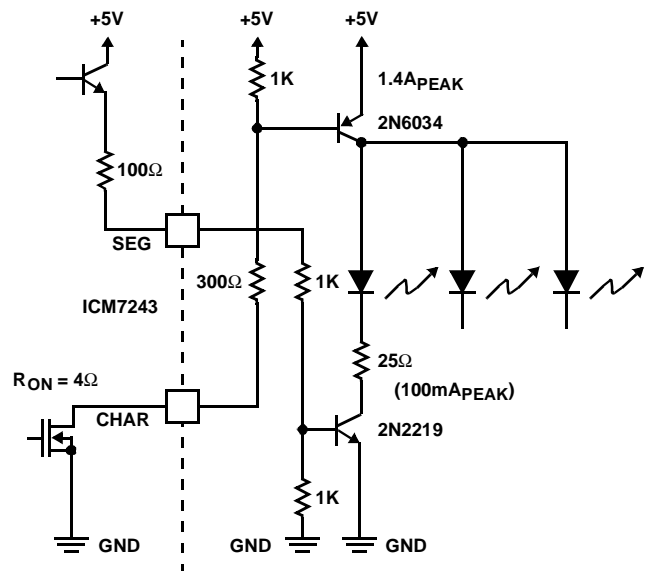 +5V
+5V
+5V
1K
1.4APEAK
2N6034
100Ω
SEG
300Ω
1K
ICM7243
25Ω
RON = 4Ω
(100mAPEAK)
CHAR
2N2219
1K
GND
GND
GND